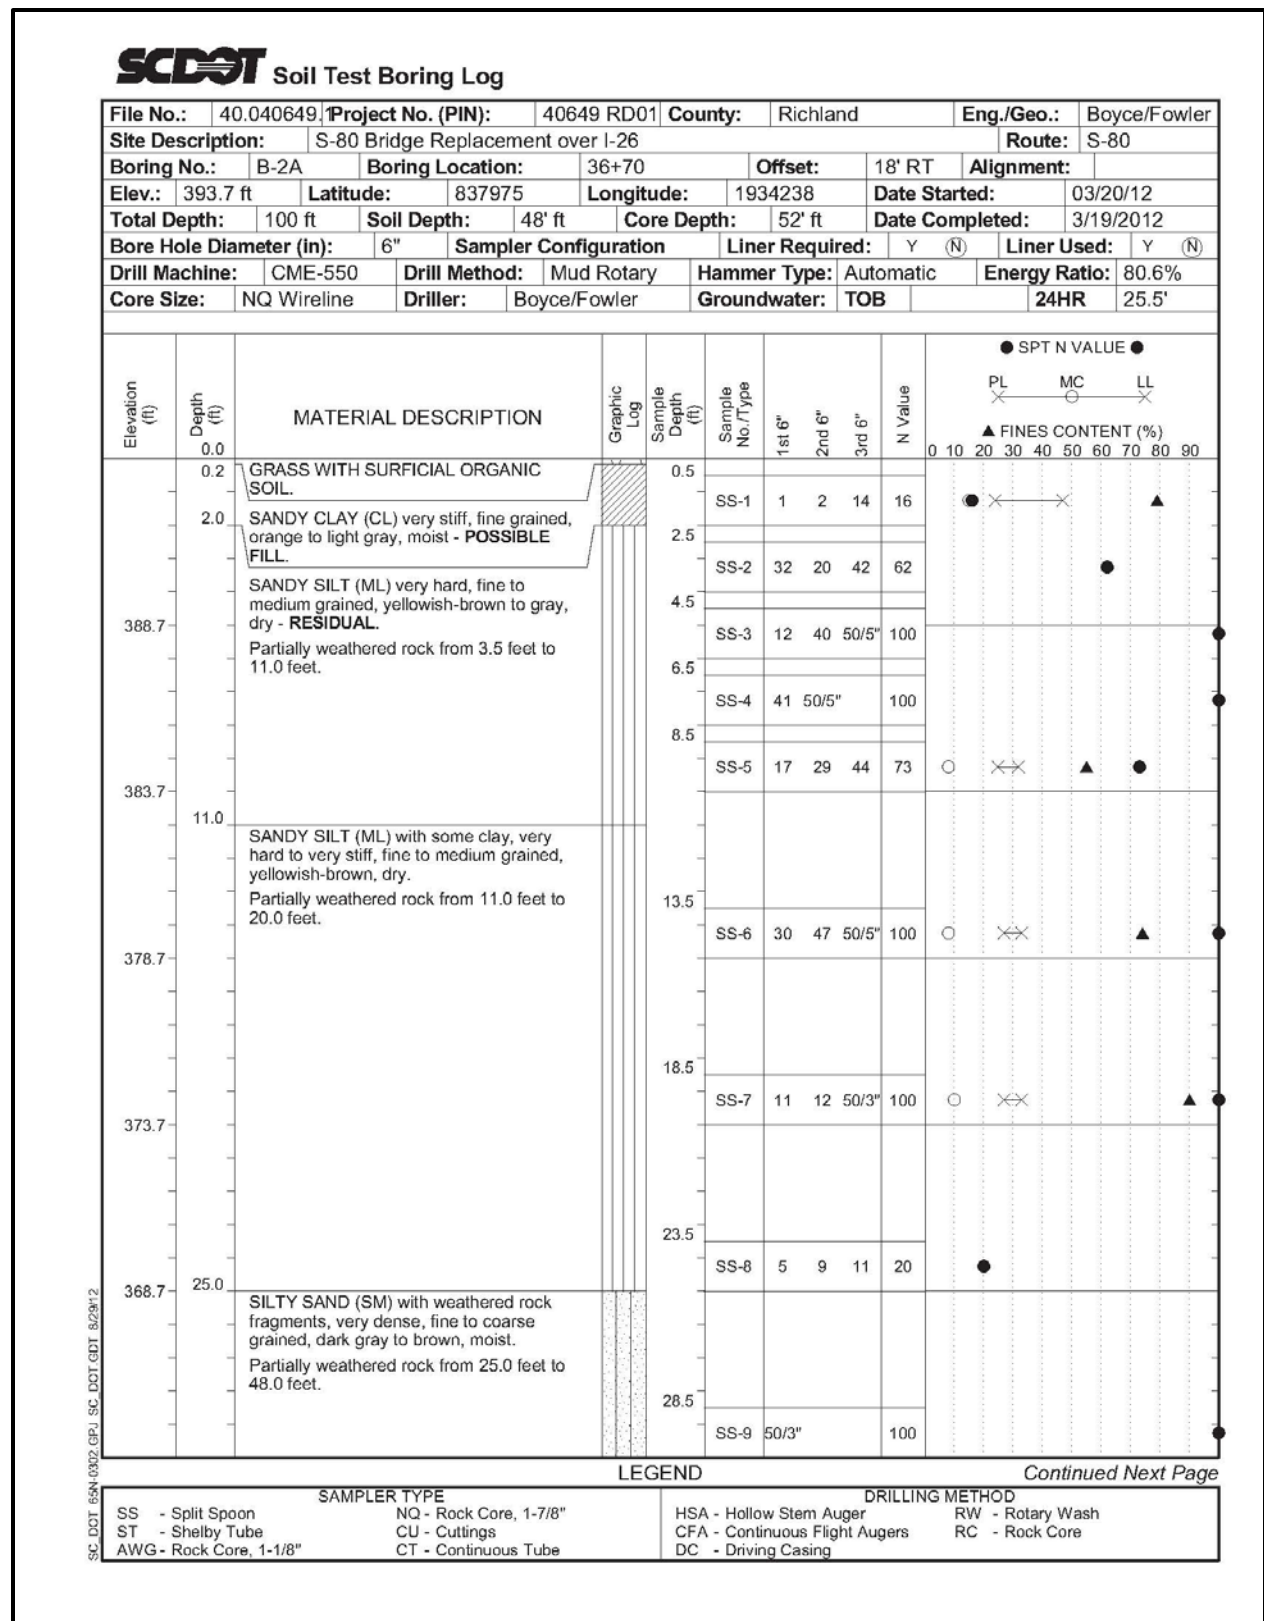 SCDOT Soil Test Boring Log
File No.: 40.040649.1 Project No. (PIN): 40649 RD01 County: Richland Eng./Geo.: Boyce/Fowler
Site Description: S-80 Bridge Replacement over I-26 Route: S-80
Boring No.: B-2A Boring Location: 36+70 Offset: 18' RT Alignment:
Elev.: 393.7 ft Latitude: 837975 Longitude: 1934238 Date Started: 03/20/12
Total Depth: 100 ft Soil Depth: 48' ft Core Depth: 52' ft Date Completed: 3/19/2012
Bore Hole Diameter (in): 6" Sampler Configuration Liner Required: Y N Liner Used: Y N
Drill Machine: CME-550 Drill Method: Mud Rotary Hammer Type: Automatic Energy Ratio: 80.6%
Core Size: NQ Wireline Driller: Boyce/Fowler Groundwater: TOB 24HR 25.5'
Elevation (ft)
Depth (ft)
0.0
MATERIAL DESCRIPTION
Graphic Log
Sample Depth (ft)
Sample No./Type
1st 6"
2nd 6"
3rd 6"
N Value
● SPT N VALUE ●
PL MC LL
▲ FINES CONTENT (%)
0 10 20 30 40 50 60 70 80 90
0.2 GRASS WITH SURFICIAL ORGANIC
SOIL.
0.5
SS-1 1 2 14 16
2.0 SANDY CLAY (CL) very stiff, fine grained,
orange to light gray, moist - POSSIBLE
FILL.
2.5
SS-2 32 20 42 62
SANDY SILT (ML) very hard, fine to
medium grained, yellowish-brown to gray,
dry - RESIDUAL.
4.5
388.7
SS-3 12 40 50/5" 100
Partially weathered rock from 3.5 feet to
11.0 feet.
6.5
SS-4 41 50/5" 100
8.5
SS-5 17 29 44 73
383.7
11.0
SANDY SILT (ML) with some clay, very
hard to very stiff, fine to medium grained,
yellowish-brown, dry.
Partially weathered rock from 11.0 feet to
20.0 feet.
13.5
SS-6 30 47 50/5" 100
378.7
18.5
SS-7 11 12 50/3" 100
373.7
23.5
SS-8 5 9 11 20
368.7 25.0
SILTY SAND (SM) with weathered rock
fragments, very dense, fine to coarse
grained, dark gray to brown, moist.
Partially weathered rock from 25.0 feet to
48.0 feet.
28.5
SS-9 50/3" 100
SC_DOT 65N-0302.GPJ SC_DOT.GDT 8/29/12
LEGEND Continued Next Page
SAMPLER TYPE DRILLING METHOD
SS - Split Spoon NQ - Rock Core, 1-7/8" HSA - Hollow Stem Auger RW - Rotary Wash
ST - Shelby Tube CU - Cuttings CFA - Continuous Flight Augers RC - Rock Core
AWG - Rock Core, 1-1/8" CT - Continuous Tube DC - Driving Casing